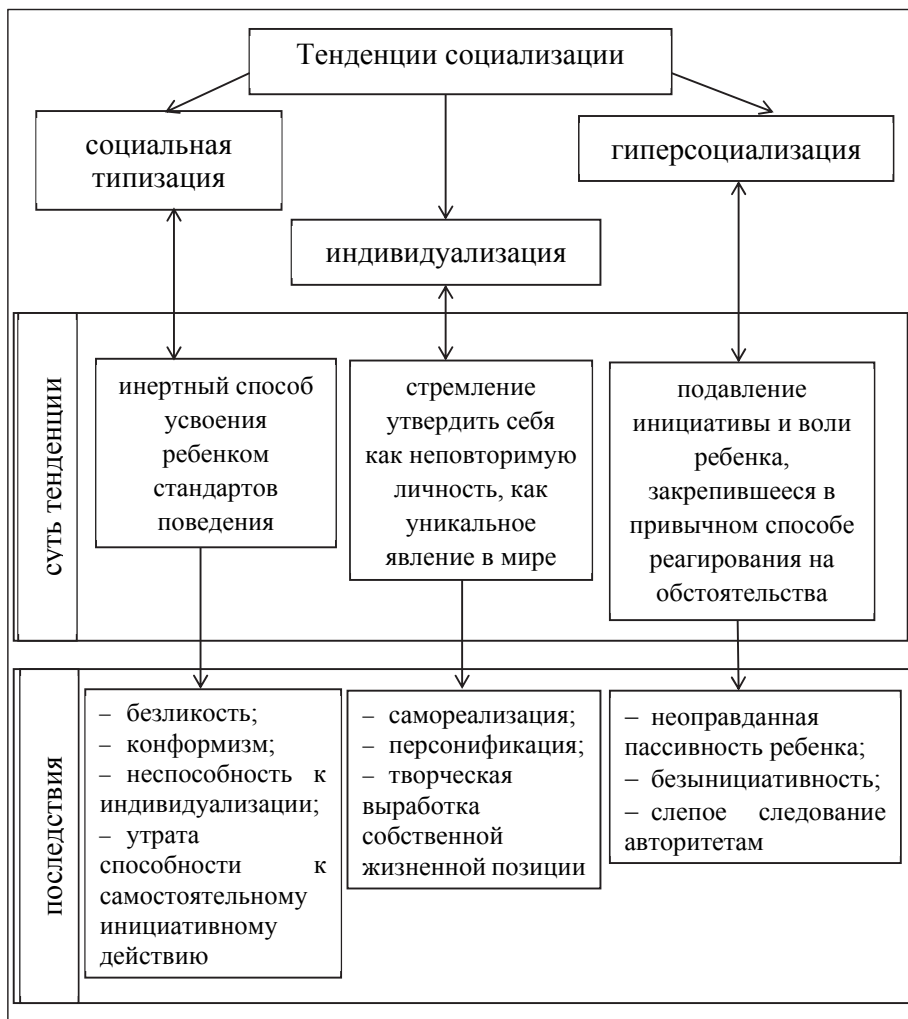 Тенденции социализации
социальная
типизация
гиперсоциализация
индивидуализация
суть тенденции
инертный способ
усвоения
ребенком
стандартов
поведения
стремление
утвердить себя
как неповторимую
личность, как
уникальное
явление в мире
подавление
инициативы и воли
ребенка,
закрепившееся в
привычном способе
реагирования на
обстоятельства
последствия
– безликость;
– конформизм;
– неспособность к
индивидуализации;
– утрата
способности к
самостоятельному
инициативному
действию
– самореализация;
– персонификация;
– творческая
выработка
собственной
жизненной позиции
– неоправданная
пассивность ребенка;
– безынициативность;
– слепое следование
авторитетам